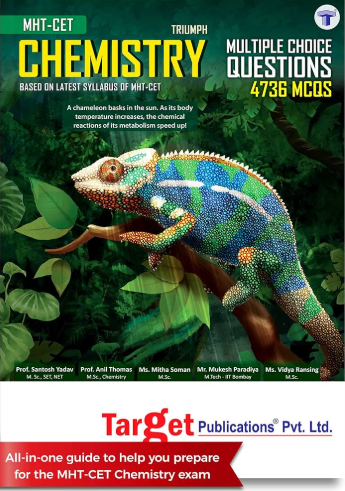 MHT-CET
TRIUMPH
CHEMISTRY
BASED ON LATEST SYLLABUS OF MHT-CET
MULTIPLE CHOICE
QUESTIONS
4736 MCQS
A chameleon basks in the sun. As its body
temperature increases, the chemical
reactions of its metabolism speed up!
Prof. Santosh Yadav
M. Sc., SET, NET
Prof. Anil Thomas
M.Sc., Chemistry
Ms. Mitha Soman
M.Sc.
Mr. Mukesh Paradiya
M.Tech - IIT Bombay
Ms. Vidya Ransing
M.Sc.
Target Publications® Pvt. Ltd.
All-in-one guide to help you prepare
for the MHT-CET Chemistry exam